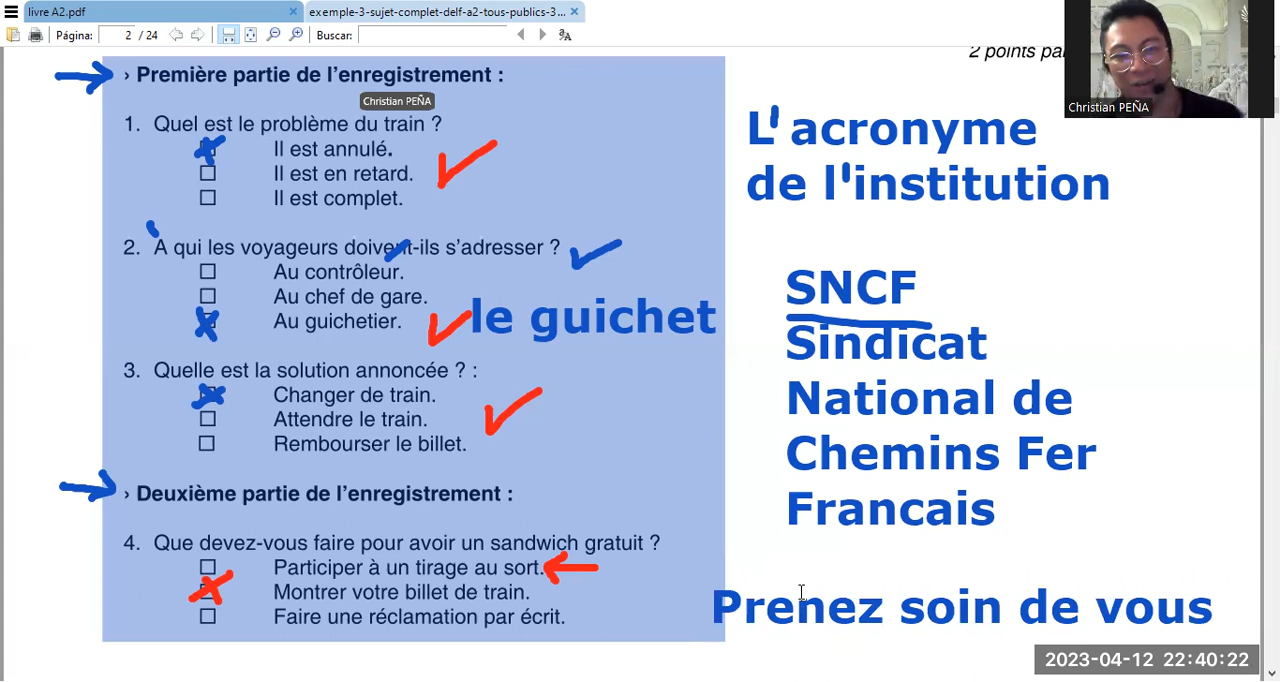 livre A2.pdf
exemple-3-sujet-complet-delf-a2-tous-publics-3...
Página: 2 / 24 Buscar:
2 points pa
› Première partie de l'enregistrement :
Christian PEÑA
1. Quel est le problème du train ?
Il est annulé.
Il est en retard.
Il est complet.
2. A qui les voyageurs doivent-ils s'adresser ?
Au contrôleur.
Au chef de gare.
Au guichetier.
le guichet
3. Quelle est la solution annoncée ? :
Changer de train.
Attendre le train.
Rembourser le billet.
› Deuxième partie de l'enregistrement :
4. Que devez-vous faire pour avoir un sandwich gratuit ?
Participer à un tirage au sort.
Montrer votre billet de train.
Faire une réclamation par écrit.
Christian PEÑA
L'acronyme
de l'institution
SNCF
Sindicat
National de
Chemins Fer
Francais
Prenez soin de vous
2023-04-12 22:40:22